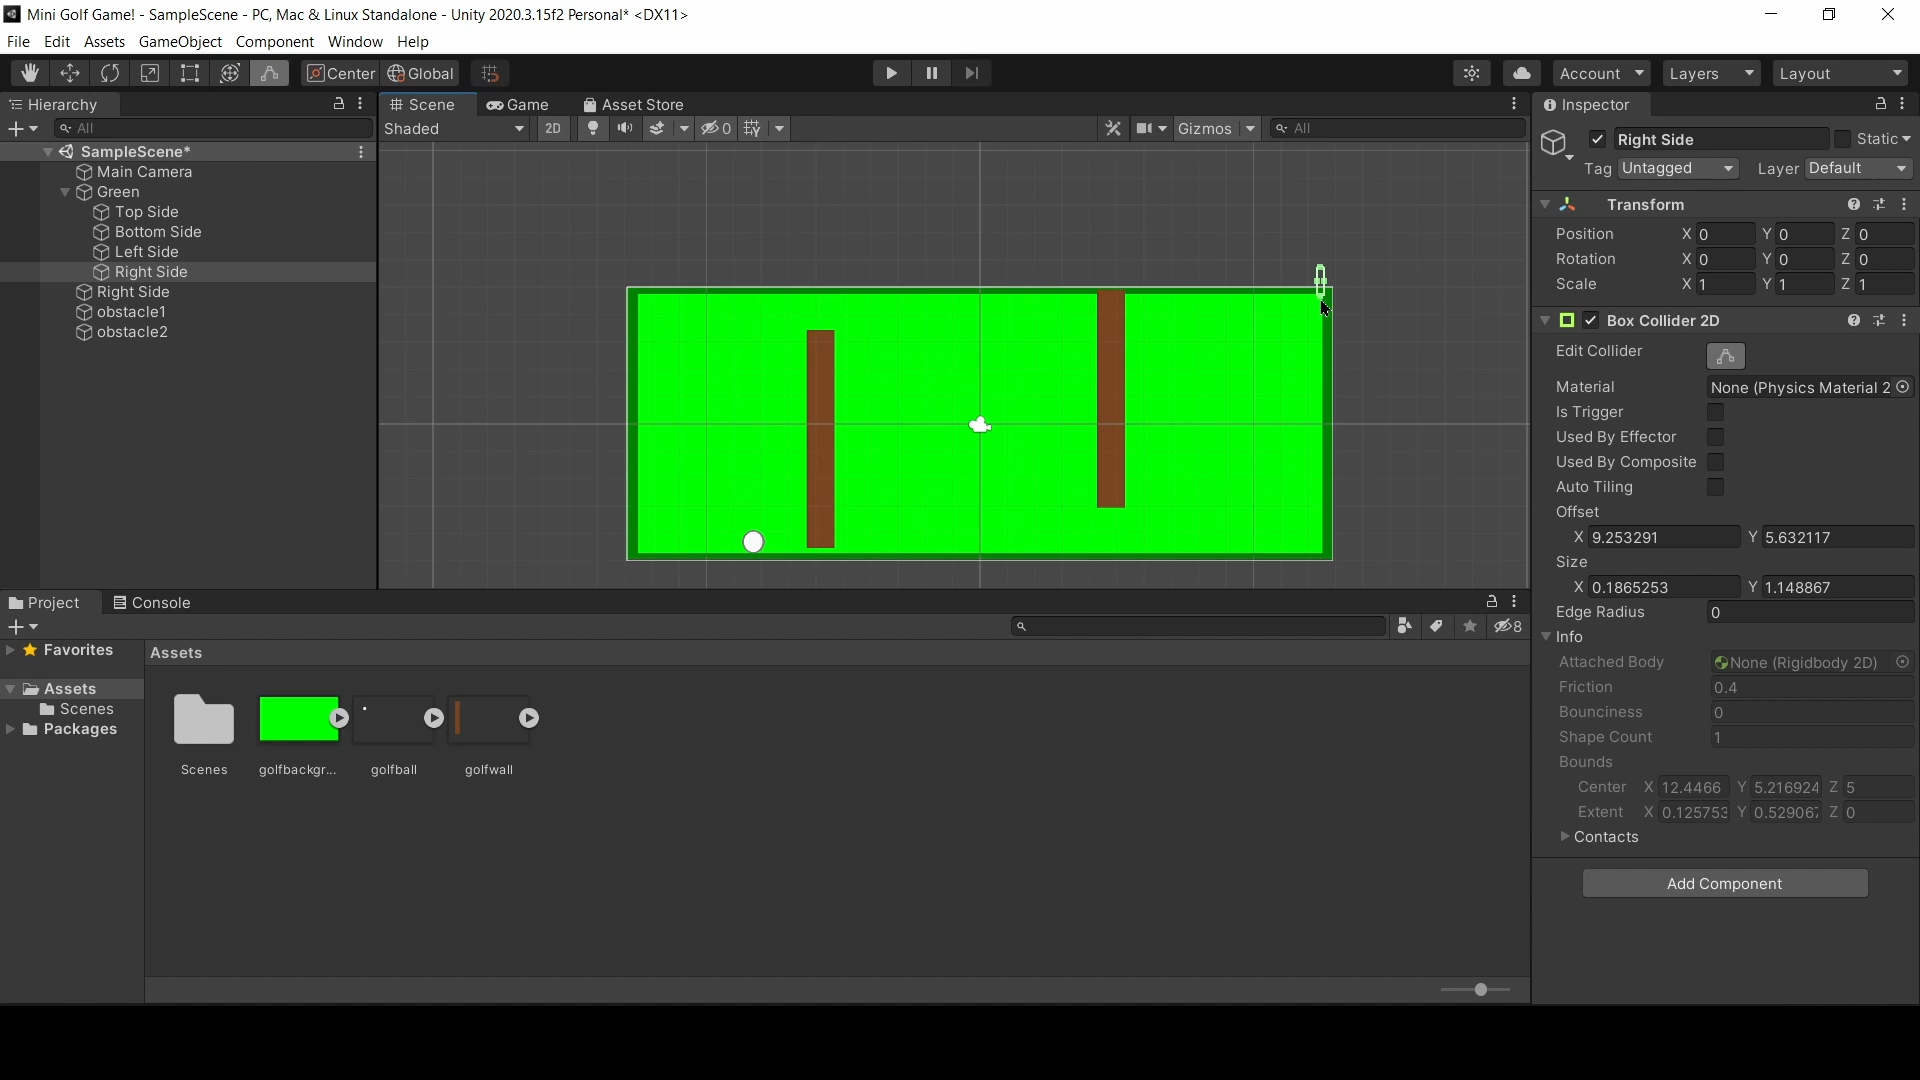 Mini Golf Game! - SampleScene - PC, Mac & Linux Standalone - Unity 2020.3.15f2 Personal* <DX11>
File Edit Assets GameObject Component Window Help
Center Global Account Layers Layout
Hierarchy
All
SampleScene*
Main Camera
Green
Top Side
Bottom Side
Left Side
Right Side
Right Side
obstacle1
obstacle2
Scene Game Asset Store
Shaded 2D 0 Gizmos All
Inspector
Right Side Static
Tag Untagged Layer Default
Transform
Position X 0 Y 0 Z 0
Rotation X 0 Y 0 Z 0
Scale X 1 Y 1 Z 1
Box Collider 2D
Edit Collider
Material None (Physics Material 2
Is Trigger
Used By Effector
Used By Composite
Auto Tiling
Offset
X 9.253291 Y 5.632117
Size
X 0.1865253 Y 1.148867
Edge Radius 0
Info
Attached Body None (Rigidbody 2D)
Friction 0.4
Bounciness 0
Shape Count 1
Bounds
Center X 12.4466 Y 5.216924 Z 5
Extent X 0.125753 Y 0.52906 Z 0
Contacts
Add Component
Project Console
8
Favorites
Assets
Scenes
Packages
Assets
Scenes golfbackgr... golfball golfwall